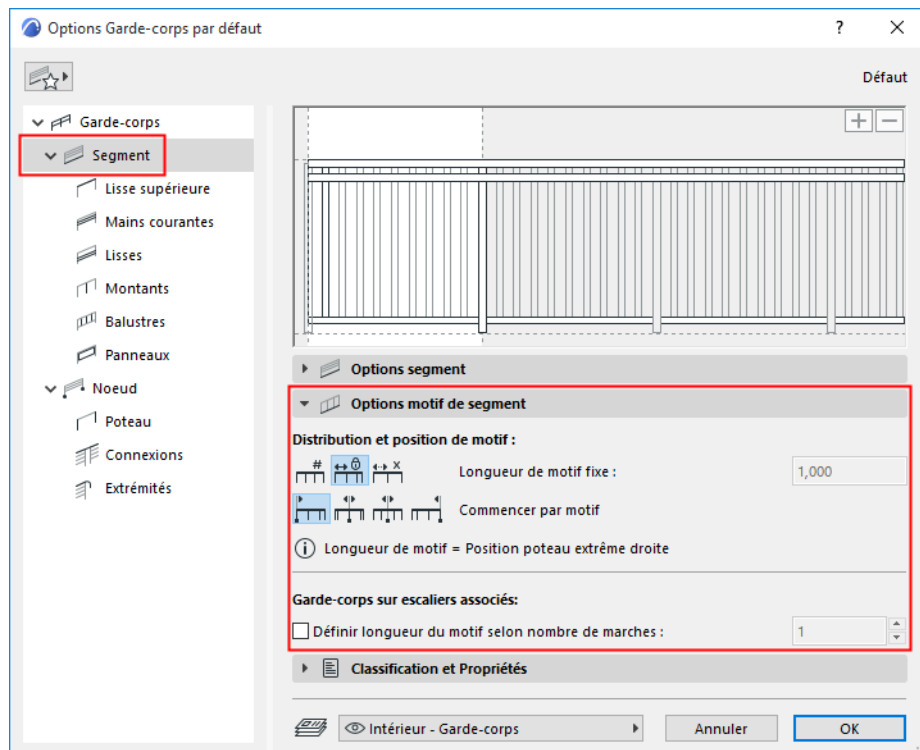 Options Garde-corps par défaut
?
Défaut
Garde-corps
Segment
Lisse supérieure
Mains courantes
Lisses
Montants
Balustres
Panneaux
Noeud
Poteau
Connexions
Extrémités
Options segment
Options motif de segment
Distribution et position de motif :
# x Longueur de motif fixe : 1,000
Commencer par motif
Longueur de motif = Position poteau extrême droite
Garde-corps sur escaliers associés:
Définir longueur du motif selon nombre de marches : 1
Classification et Propriétés
Intérieur - Garde-corps
Annuler
OK